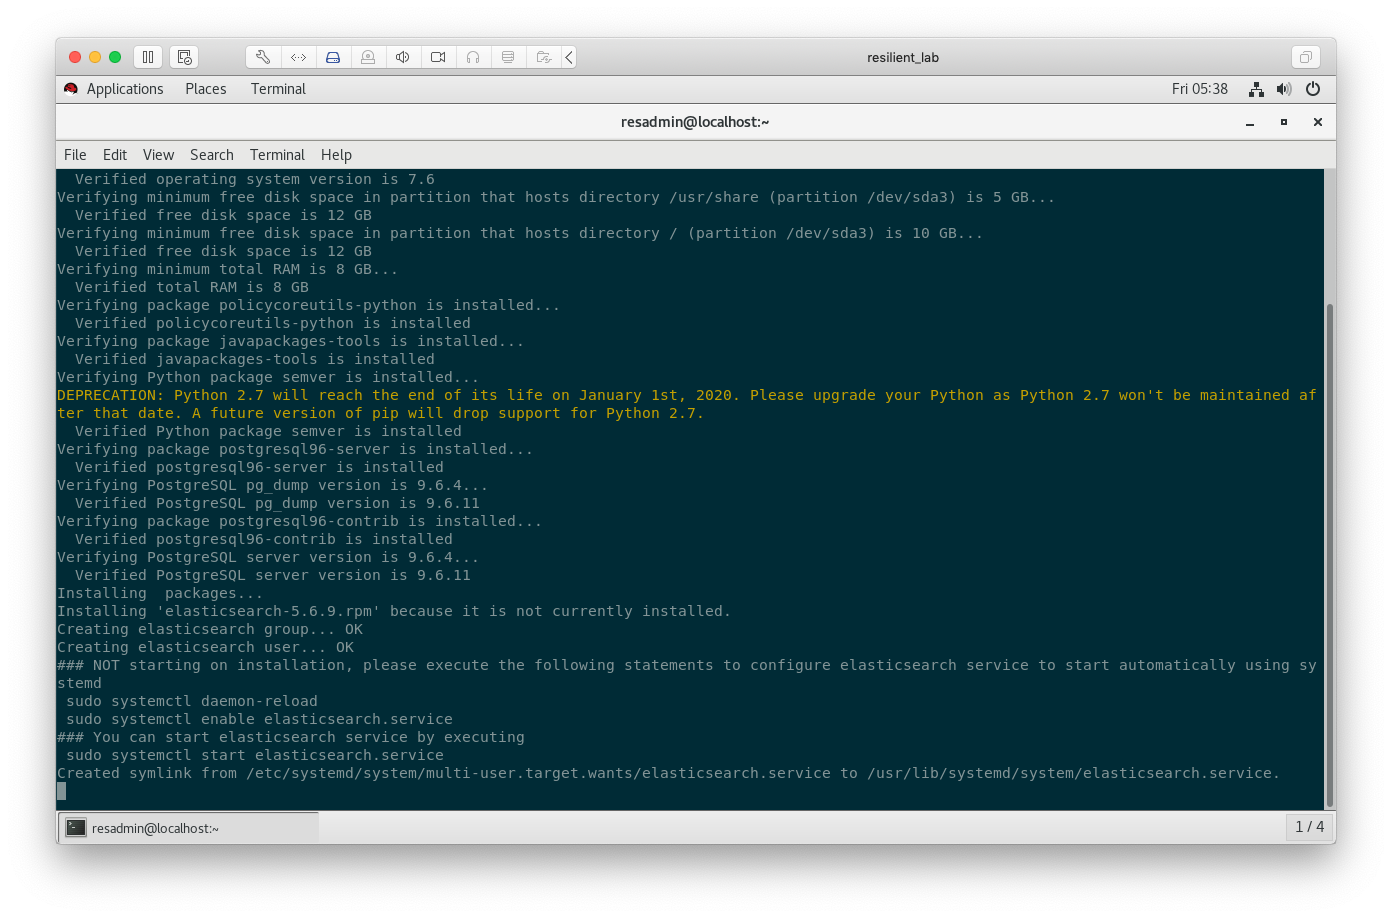 resilient_lab
Applications Places Terminal Fri 05:38
resadmin@localhost:~
File Edit View Search Terminal Help
  Verified operating system version is 7.6
Verifying minimum free disk space in partition that hosts directory /usr/share (partition /dev/sda3) is 5 GB...
  Verified free disk space is 12 GB
Verifying minimum free disk space in partition that hosts directory / (partition /dev/sda3) is 10 GB...
  Verified free disk space is 12 GB
Verifying minimum total RAM is 8 GB...
  Verified total RAM is 8 GB
Verifying package policycoreutils-python is installed...
  Verified policycoreutils-python is installed
Verifying package javapackages-tools is installed...
  Verified javapackages-tools is installed
Verifying Python package semver is installed...
DEPRECATION: Python 2.7 will reach the end of its life on January 1st, 2020. Please upgrade your Python as Python 2.7 won't be maintained af
ter that date. A future version of pip will drop support for Python 2.7.
  Verified Python package semver is installed
Verifying package postgresql96-server is installed...
  Verified postgresql96-server is installed
Verifying PostgreSQL pg_dump version is 9.6.4...
  Verified PostgreSQL pg_dump version is 9.6.11
Verifying package postgresql96-contrib is installed...
  Verified postgresql96-contrib is installed
Verifying PostgreSQL server version is 9.6.4...
  Verified PostgreSQL server version is 9.6.11
Installing  packages...
Installing 'elasticsearch-5.6.9.rpm' because it is not currently installed.
Creating elasticsearch group... OK
Creating elasticsearch user... OK
### NOT starting on installation, please execute the following statements to configure elasticsearch service to start automatically using sy
stemd
 sudo systemctl daemon-reload
 sudo systemctl enable elasticsearch.service
### You can start elasticsearch service by executing
 sudo systemctl start elasticsearch.service
Created symlink from /etc/systemd/system/multi-user.target.wants/elasticsearch.service to /usr/lib/systemd/system/elasticsearch.service.
resadmin@localhost:~ 1 / 4